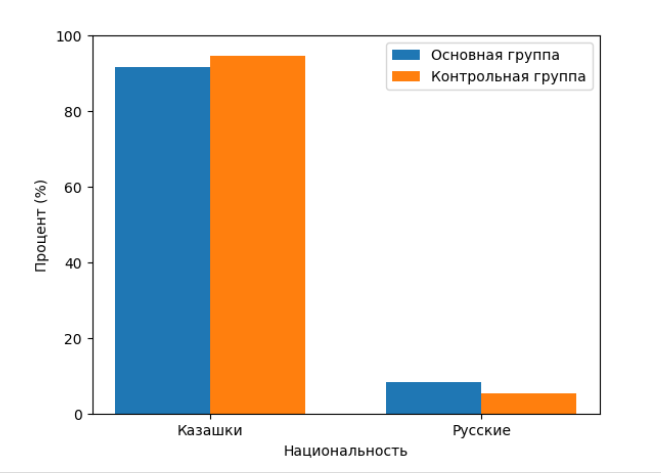 100
80
60
40
20
0
Процент (%)
Основная группа
Контрольная группа
Казашки
Русские
Национальность